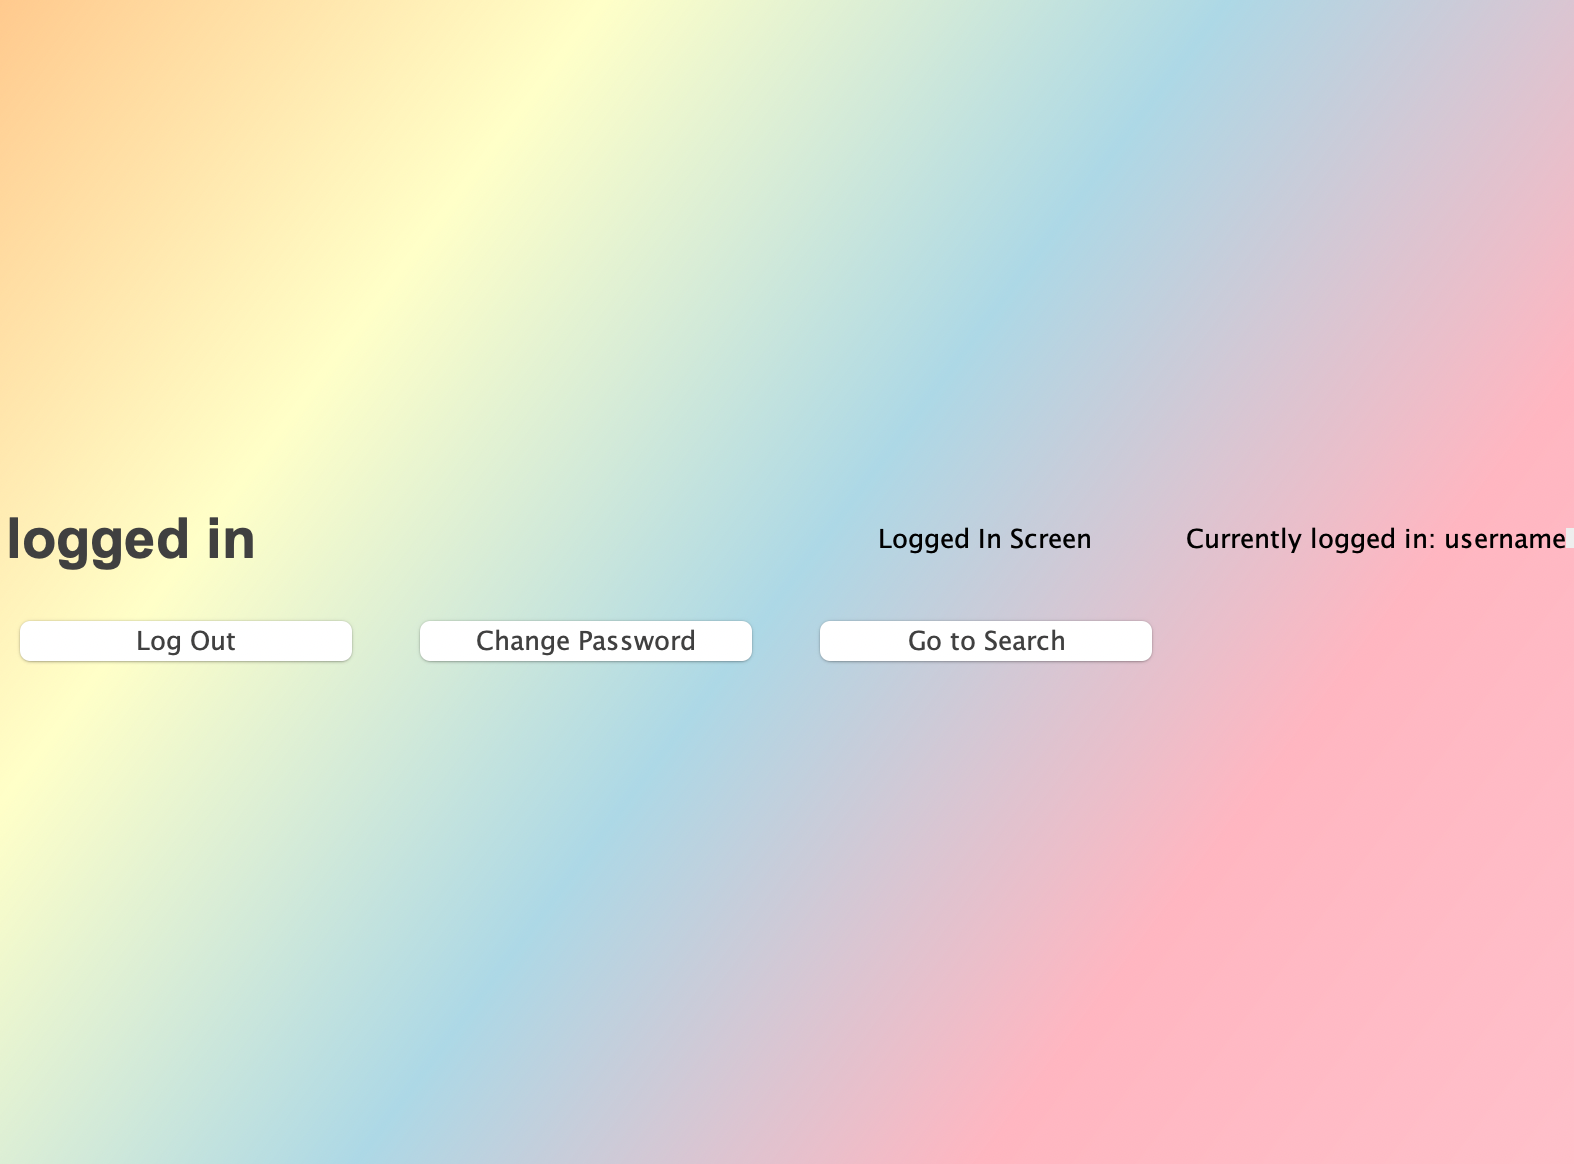 logged in
Logged In Screen
Currently logged in: username
Log Out
Change Password
Go to Search